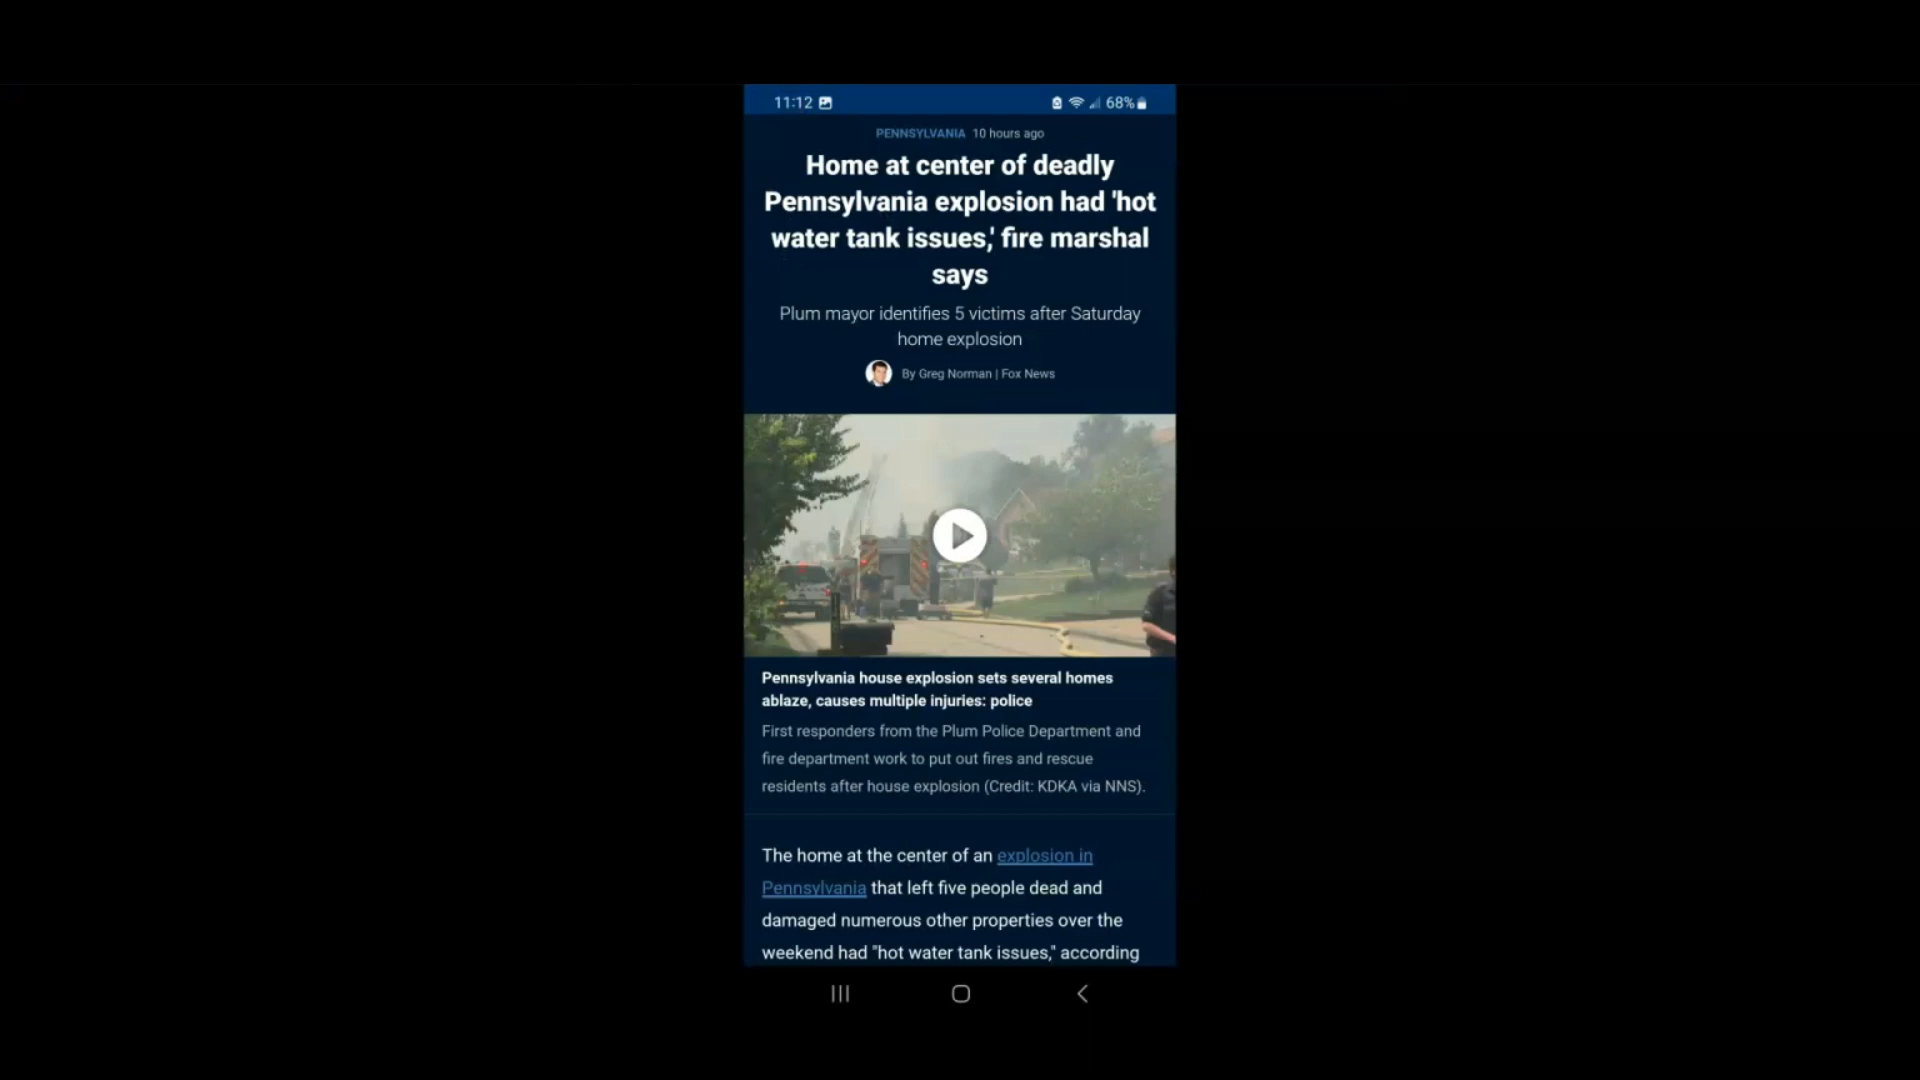 11:12 68%
PENNSYLVANIA 10 hours ago
Home at center of deadly
Pennsylvania explosion had 'hot
water tank issues,' fire marshal
says
Plum mayor identifies 5 victims after Saturday
home explosion
By Greg Norman | Fox News
Pennsylvania house explosion sets several homes
ablaze, causes multiple injuries: police
First responders from the Plum Police Department and
fire department work to put out fires and rescue
residents after house explosion (Credit: KDKA via NNS).
The home at the center of an explosion in
Pennsylvania that left five people dead and
damaged numerous other properties over the
weekend had "hot water tank issues," according